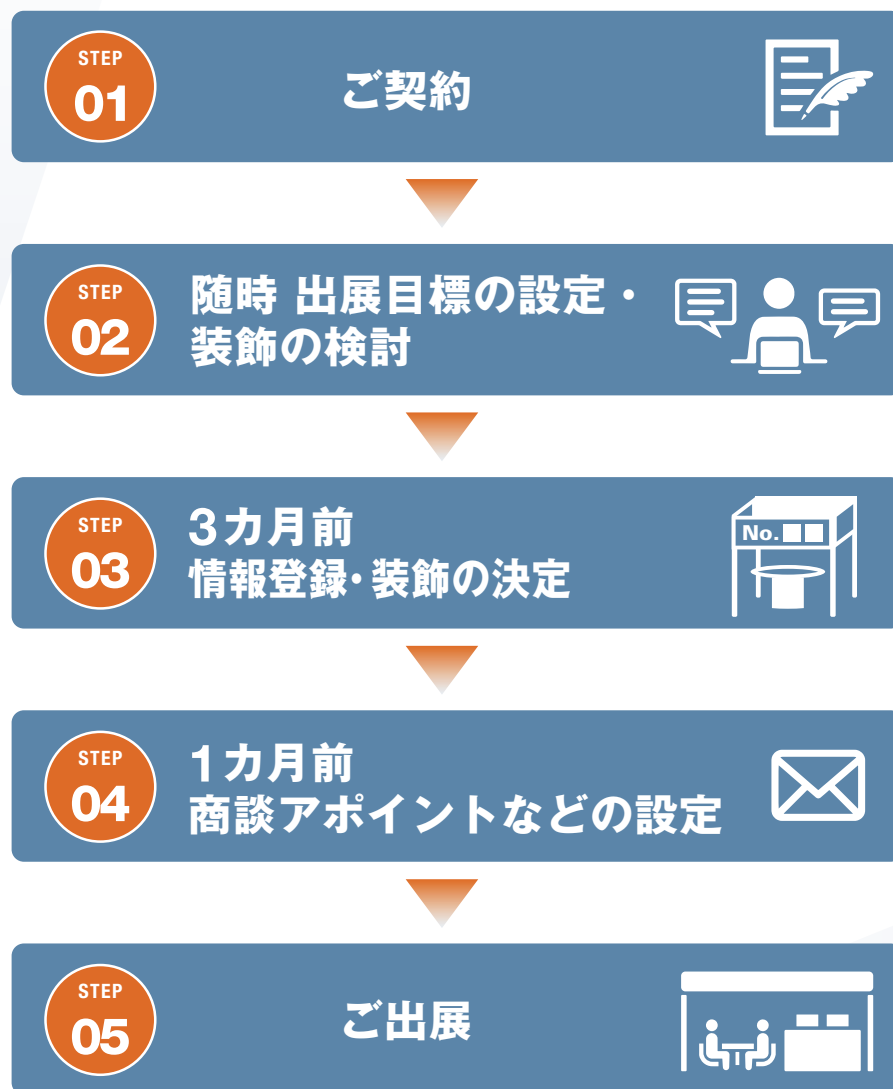 STEP
01
ご契約
STEP
02
随時 出展目標の設定・
装飾の検討
STEP
03
3カ月前
情報登録・装飾の決定
No.
STEP
04
1カ月前
商談アポイントなどの設定
STEP
05
ご出展